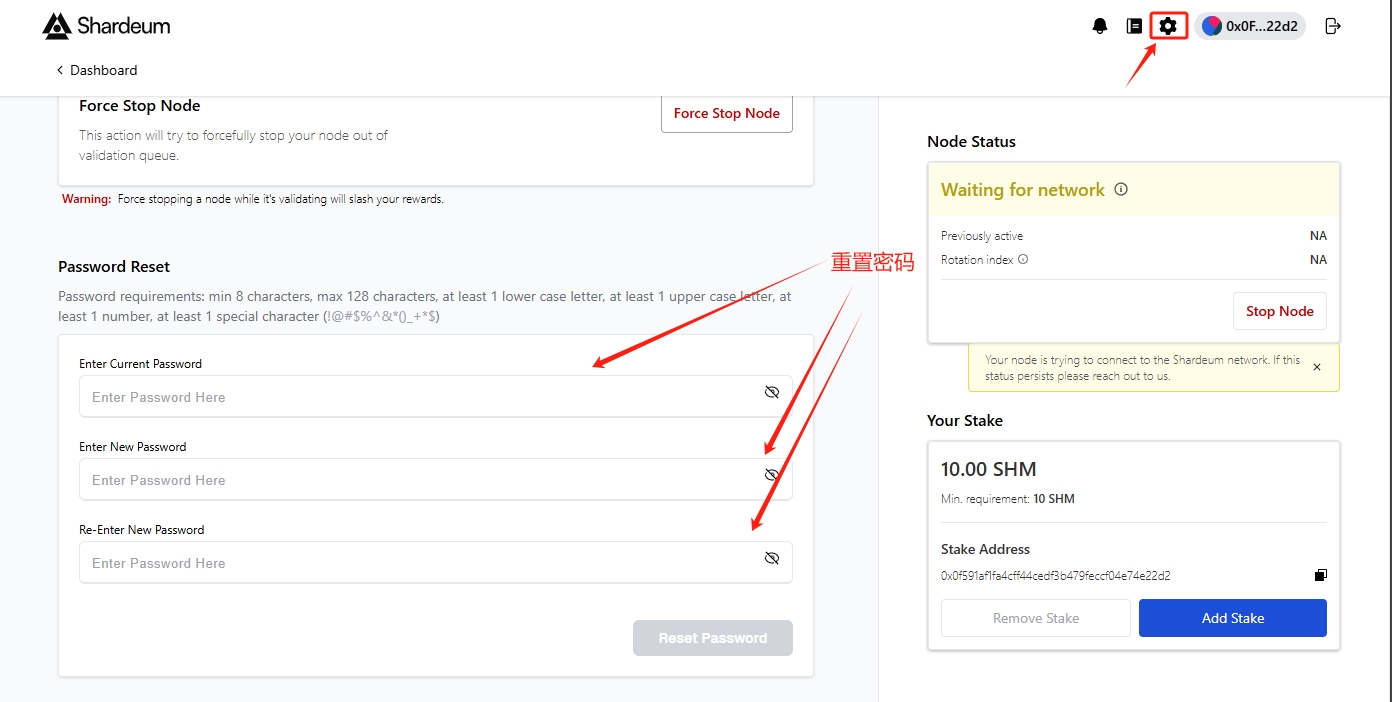 Shardeum
0x0F...22d2
Dashboard
Force Stop Node
This action will try to forcefully stop your node out of
validation queue.
Force Stop Node
Warning: Force stopping a node while it's validating will slash your rewards.
Password Reset
Password requirements: min 8 characters, max 128 characters, at least 1 lower case letter, at least 1 upper case letter, at
least 1 number, at least 1 special character (!@#$%^&*()_+*$)
重置密码
Enter Current Password
Enter Password Here
Enter New Password
Enter Password Here
Re-Enter New Password
Enter Password Here
Reset Password
Node Status
Waiting for network
Previously active NA
Rotation index NA
Stop Node
Your node is trying to connect to the Shardeum network. If this
status persists please reach out to us.
Your Stake
10.00 SHM
Min. requirement: 10 SHM
Stake Address
0x0f591af1fa4cff44cedf3b479feccf04e74e22d2
Remove Stake
Add Stake